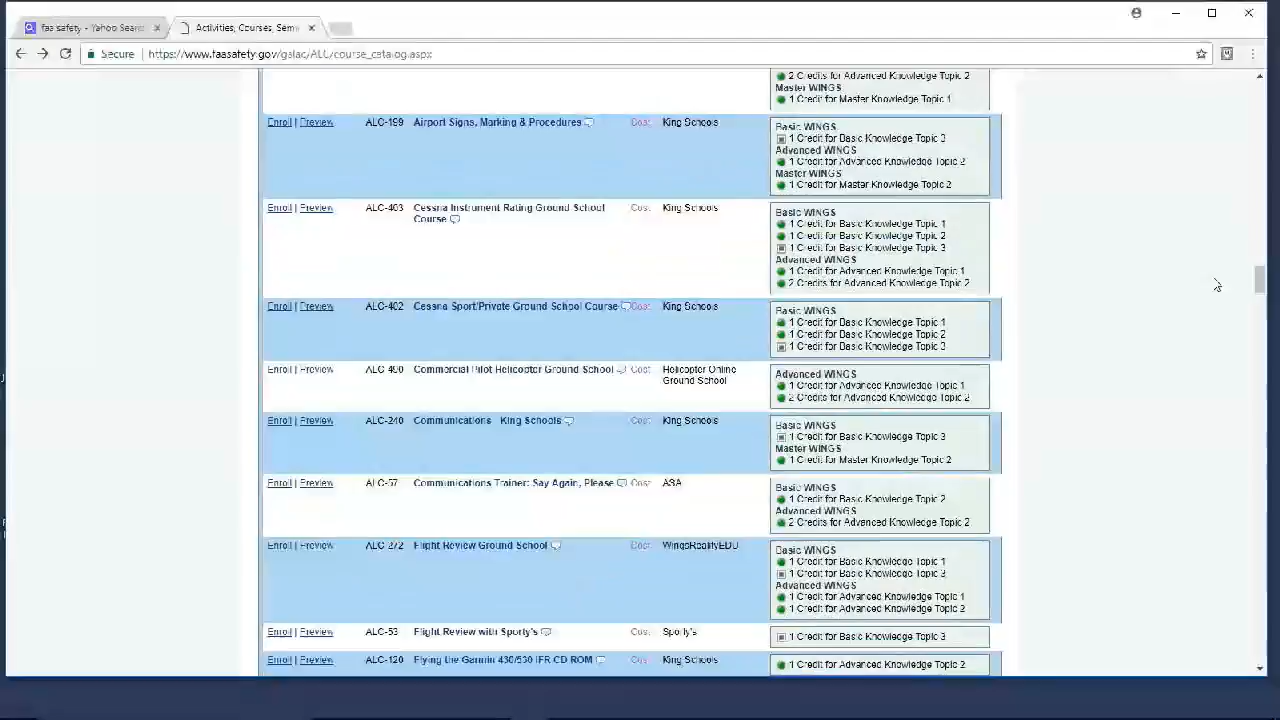 faa safety - Yahoo Sear
Activities, Courses, Sem
Secure
https://www.faasafety.gov/gslac/ALC/course_catalog.aspx
2 Credits for Advanced Knowledge Topic 2
Master WINGS
1 Credit for Master Knowledge Topic 1
Enroll | Preview ALC-199 Airport Signs, Marking & Procedures Cost King Schools
Basic WINGS
1 Credit for Basic Knowledge Topic 3
Advanced WINGS
1 Credit for Advanced Knowledge Topic 2
Master WINGS
1 Credit for Master Knowledge Topic 2
Enroll | Preview ALC-403 Cessna Instrument Rating Ground School Cost King Schools
Course
Basic WINGS
1 Credit for Basic Knowledge Topic 1
1 Credit for Basic Knowledge Topic 2
1 Credit for Basic Knowledge Topic 3
Advanced WINGS
1 Credit for Advanced Knowledge Topic 1
2 Credits for Advanced Knowledge Topic 2
Enroll | Preview ALC-402 Cessna Sport/Private Ground School Course Cost King Schools
Basic WINGS
1 Credit for Basic Knowledge Topic 1
1 Credit for Basic Knowledge Topic 2
1 Credit for Basic Knowledge Topic 3
Enroll | Preview ALC-490 Commercial Pilot Helicopter Ground School Cost Helicopter Online
Ground School
Advanced WINGS
1 Credit for Advanced Knowledge Topic 1
2 Credits for Advanced Knowledge Topic 2
Enroll | Preview ALC-240 Communications - King Schools Cost King Schools
Basic WINGS
1 Credit for Basic Knowledge Topic 3
Master WINGS
1 Credit for Master Knowledge Topic 2
Enroll | Preview ALC-57 Communications Trainer: Say Again, Please Cost ASA
Basic WINGS
1 Credit for Basic Knowledge Topic 2
Advanced WINGS
2 Credits for Advanced Knowledge Topic 2
Enroll | Preview ALC-272 Flight Review Ground School Cost WingsRealityEDU
Basic WINGS
1 Credit for Basic Knowledge Topic 1
1 Credit for Basic Knowledge Topic 3
Advanced WINGS
1 Credit for Advanced Knowledge Topic 1
1 Credit for Advanced Knowledge Topic 2
Enroll | Preview ALC-53 Flight Review with Sporty's Cost Sporty's
1 Credit for Basic Knowledge Topic 3
Enroll | Preview ALC-120 Flying the Garmin 430/530 IFR CD ROM Cost King Schools
1 Credit for Advanced Knowledge Topic 2